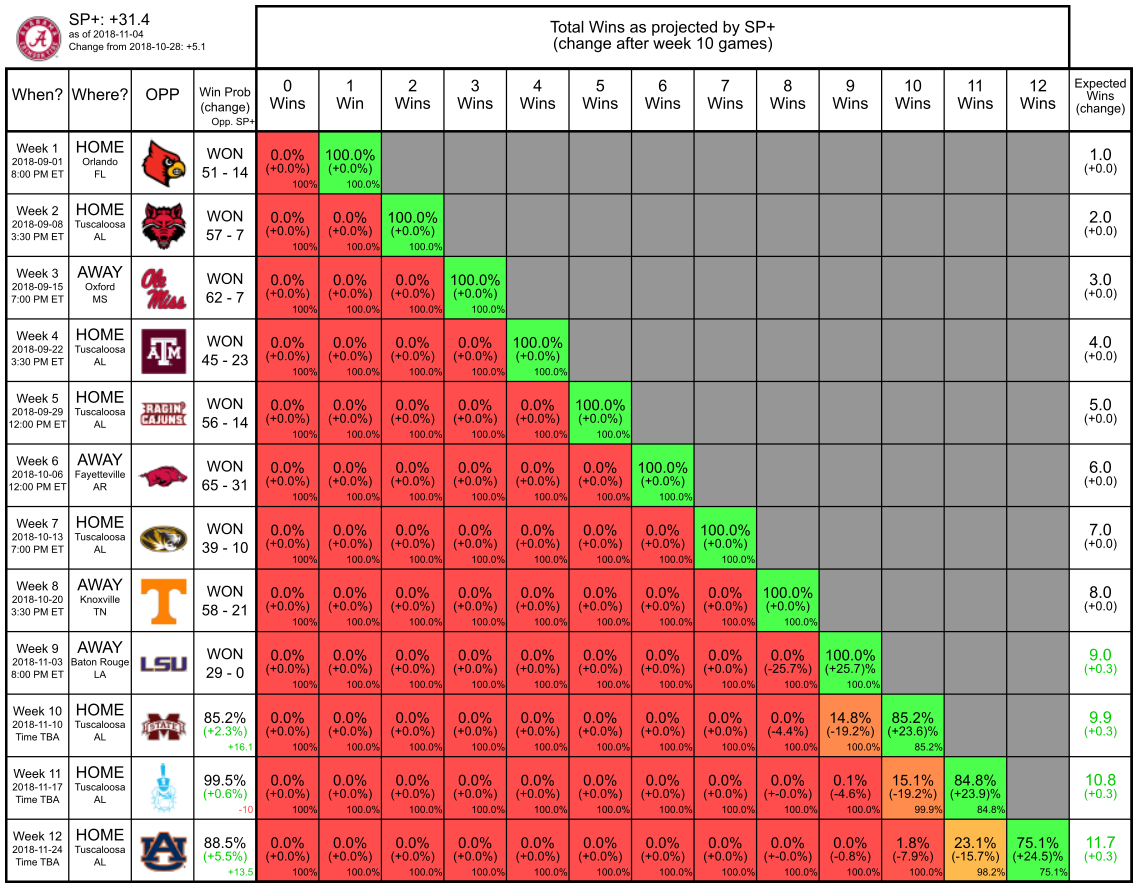 SP+: +31.4
as of 2018-11-04
Change from 2018-10-28: +5.1
Total Wins as projected by SP+
(change after week 10 games)
When? Where? OPP Win Prob (change) Opp. SP+ 0 Wins 1 Win 2 Wins 3 Wins 4 Wins 5 Wins 6 Wins 7 Wins 8 Wins 9 Wins 10 Wins 11 Wins 12 Wins Expected Wins (change)
Week 1 HOME WON 0.0% 100.0% 1.0
2018-09-01 Orlando (+0.0%) (+0.0%) (+0.0)
8:00 PM ET FL 51 - 14 100% 100.0%
Week 2 HOME WON 0.0% 0.0% 100.0% 2.0
2018-09-08 Tuscaloosa (+0.0%) (+0.0%) (+0.0%) (+0.0)
3:30 PM ET AL 57 - 7 100% 100.0% 100.0%
Week 3 AWAY Ole Miss WON 0.0% 0.0% 0.0% 100.0% 3.0
2018-09-15 Oxford (+0.0%) (+0.0%) (+0.0%) (+0.0%) (+0.0)
7:00 PM ET MS 62 - 7 100% 100.0% 100.0% 100.0%
Week 4 HOME ATM WON 0.0% 0.0% 0.0% 0.0% 100.0% 4.0
2018-09-22 Tuscaloosa (+0.0%) (+0.0%) (+0.0%) (+0.0%) (+0.0%) (+0.0)
3:30 PM ET AL 45 - 23 100% 100.0% 100.0% 100.0% 100.0%
Week 5 HOME RAGIN' CAJUNS WON 0.0% 0.0% 0.0% 0.0% 0.0% 100.0% 5.0
2018-09-29 Tuscaloosa (+0.0%) (+0.0%) (+0.0%) (+0.0%) (+0.0%) (+0.0%) (+0.0)
12:00 PM ET AL 56 - 14 100% 100.0% 100.0% 100.0% 100.0% 100.0%
Week 6 AWAY WON 0.0% 0.0% 0.0% 0.0% 0.0% 0.0% 100.0% 6.0
2018-10-06 Fayetteville (+0.0%) (+0.0%) (+0.0%) (+0.0%) (+0.0%) (+0.0%) (+0.0%) (+0.0)
12:00 PM ET AR 65 - 31 100% 100.0% 100.0% 100.0% 100.0% 100.0% 100.0%
Week 7 HOME WON 0.0% 0.0% 0.0% 0.0% 0.0% 0.0% 0.0% 100.0% 7.0
2018-10-13 Tuscaloosa (+0.0%) (+0.0%) (+0.0%) (+0.0%) (+0.0%) (+0.0%) (+0.0%) (+0.0%) (+0.0)
7:00 PM ET AL 39 - 10 100% 100.0% 100.0% 100.0% 100.0% 100.0% 100.0% 100.0%
Week 8 AWAY T WON 0.0% 0.0% 0.0% 0.0% 0.0% 0.0% 0.0% 0.0% 100.0% 8.0
2018-10-20 Knoxville (+0.0%) (+0.0%) (+0.0%) (+0.0%) (+0.0%) (+0.0%) (+0.0%) (+0.0%) (+0.0%) (+0.0)
3:30 PM ET TN 58 - 21 100% 100.0% 100.0% 100.0% 100.0% 100.0% 100.0% 100.0% 100.0%
Week 9 AWAY LSU WON 0.0% 0.0% 0.0% 0.0% 0.0% 0.0% 0.0% 0.0% 0.0% 100.0% 9.0
2018-11-03 Baton Rouge (+0.0%) (+0.0%) (+0.0%) (+0.0%) (+0.0%) (+0.0%) (+0.0%) (+0.0%) (-25.7%) (+25.7)% (+0.3)
8:00 PM ET LA 29 - 0 100% 100.0% 100.0% 100.0% 100.0% 100.0% 100.0% 100.0% 100.0% 100.0%
Week 10 HOME STATE 85.2% 0.0% 0.0% 0.0% 0.0% 0.0% 0.0% 0.0% 0.0% 0.0% 14.8% 85.2% 9.9
2018-11-10 Tuscaloosa (+2.3%) (+0.0%) (+0.0%) (+0.0%) (+0.0%) (+0.0%) (+0.0%) (+0.0%) (+0.0%) (-4.4%) (-19.2%) (+23.6)% (+0.3)
Time TBA AL +16.1 100% 100.0% 100.0% 100.0% 100.0% 100.0% 100.0% 100.0% 100.0% 100.0% 85.2%
Week 11 HOME 99.5% 0.0% 0.0% 0.0% 0.0% 0.0% 0.0% 0.0% 0.0% 0.0% 0.1% 15.1% 84.8% 10.8
2018-11-17 Tuscaloosa (+0.6%) (+0.0%) (+0.0%) (+0.0%) (+0.0%) (+0.0%) (+0.0%) (+0.0%) (+0.0%) (+-0.0%) (-4.6%) (-19.2%) (+23.9)% (+0.3)
Time TBA AL -10 100% 100.0% 100.0% 100.0% 100.0% 100.0% 100.0% 100.0% 100.0% 100.0% 99.9% 84.8%
Week 12 HOME AU 88.5% 0.0% 0.0% 0.0% 0.0% 0.0% 0.0% 0.0% 0.0% 0.0% 0.0% 1.8% 23.1% 75.1% 11.7
2018-11-24 Tuscaloosa (+5.5%) (+0.0%) (+0.0%) (+0.0%) (+0.0%) (+0.0%) (+0.0%) (+0.0%) (+0.0%) (+-0.0%) (-0.8%) (-7.9%) (-15.7%) (+24.5)% (+0.3)
Time TBA AL +13.5 100% 100.0% 100.0% 100.0% 100.0% 100.0% 100.0% 100.0% 100.0% 100.0% 100.0% 98.2% 75.1%